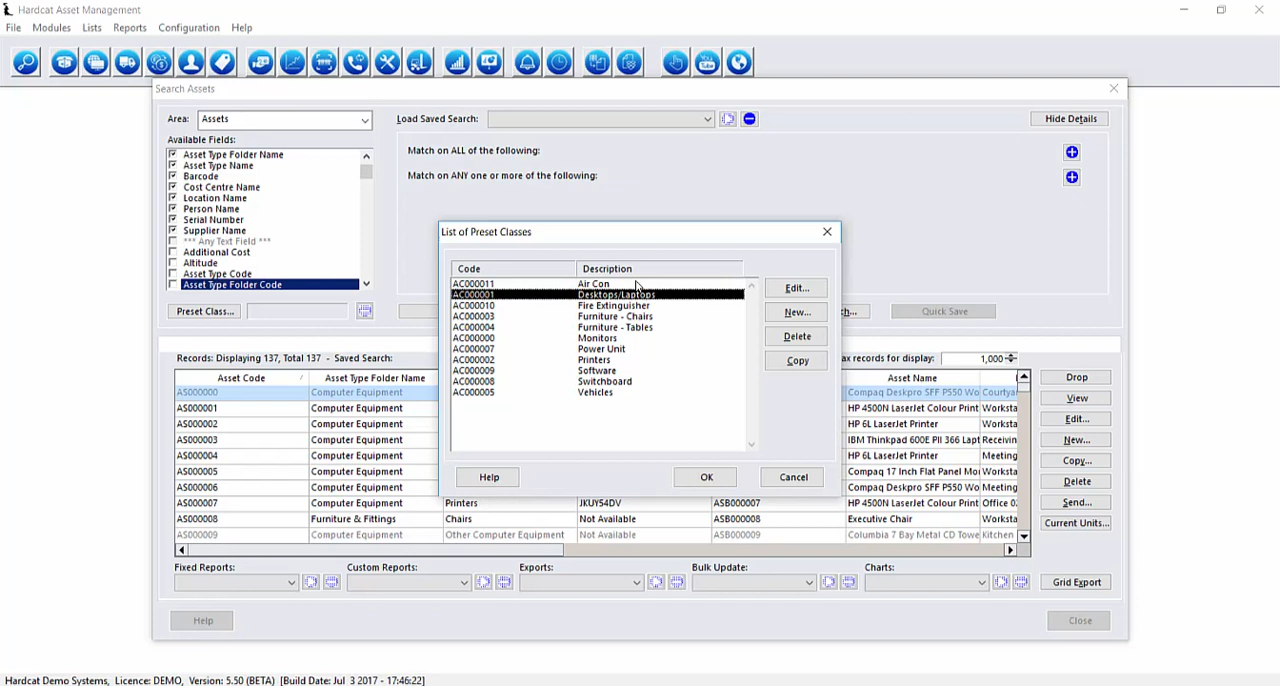 Hardcat Asset Management
File Modules Lists Reports Configuration Help
Search Assets
Area: Assets Load Saved Search: Hide Details
Available Fields:
Asset Type Folder Name
Asset Type Name
Barcode
Cost Centre Name
Location Name
Person Name
Serial Number
Supplier Name
*** Any Text Field ***
Additional Cost
Altitude
Asset Type Code
Asset Type Folder Code
Match on ALL of the following:
Match on ANY one or more of the following:
Preset Class... h... Quick Save
List of Preset Classes
Code Description
AC000011 Air Con
AC000001 Desktops/Laptops
AC000010 Fire Extinguisher
AC000003 Furniture - Chairs
AC000004 Furniture - Tables
AC000000 Monitors
AC000007 Power Unit
AC000002 Printers
AC000009 Software
AC000008 Switchboard
AC000005 Vehicles
Edit...
New...
Delete
Copy
Help OK Cancel
Records: Displaying 137, Total 137 - Saved Search: ax records for display: 1,000
Asset Code Asset Type Folder Name Asset Name
AS000000 Computer Equipment Compaq Deskpro SFF P550 Wo Courtya
AS000001 Computer Equipment HP 4500N LaserJet Colour Print Worksta
AS000002 Computer Equipment HP 6L LaserJet Printer Worksta
AS000003 Computer Equipment IBM Thinkpad 600E PII 366 Lapt Receivin
AS000004 Computer Equipment HP 6L LaserJet Printer Meeting
AS000005 Computer Equipment Compaq 17 Inch Flat Panel Mo Worksta
AS000006 Computer Equipment Compaq Deskpro SFF P550 Wo Meeting
AS000007 Computer Equipment Printers JKUY54DV ASB000007 HP 4500N LaserJet Colour Print Office 0
AS000008 Furniture & Fittings Chairs Not Available ASB000008 Executive Chair Worksta
AS000009 Computer Equipment Other Computer Equipment Not Available ASB000009 Columbia 7 Bay Metal CD Towe Kitchen
Drop
View
Edit...
New...
Copy...
Delete
Send...
Current Units...
Fixed Reports: Custom Reports: Exports: Bulk Update: Charts:
Grid Export
Help Close
Hardcat Demo Systems, Licence: DEMO, Version: 5.50 (BETA) [Build Date: Jul 3 2017 - 17:46:22]